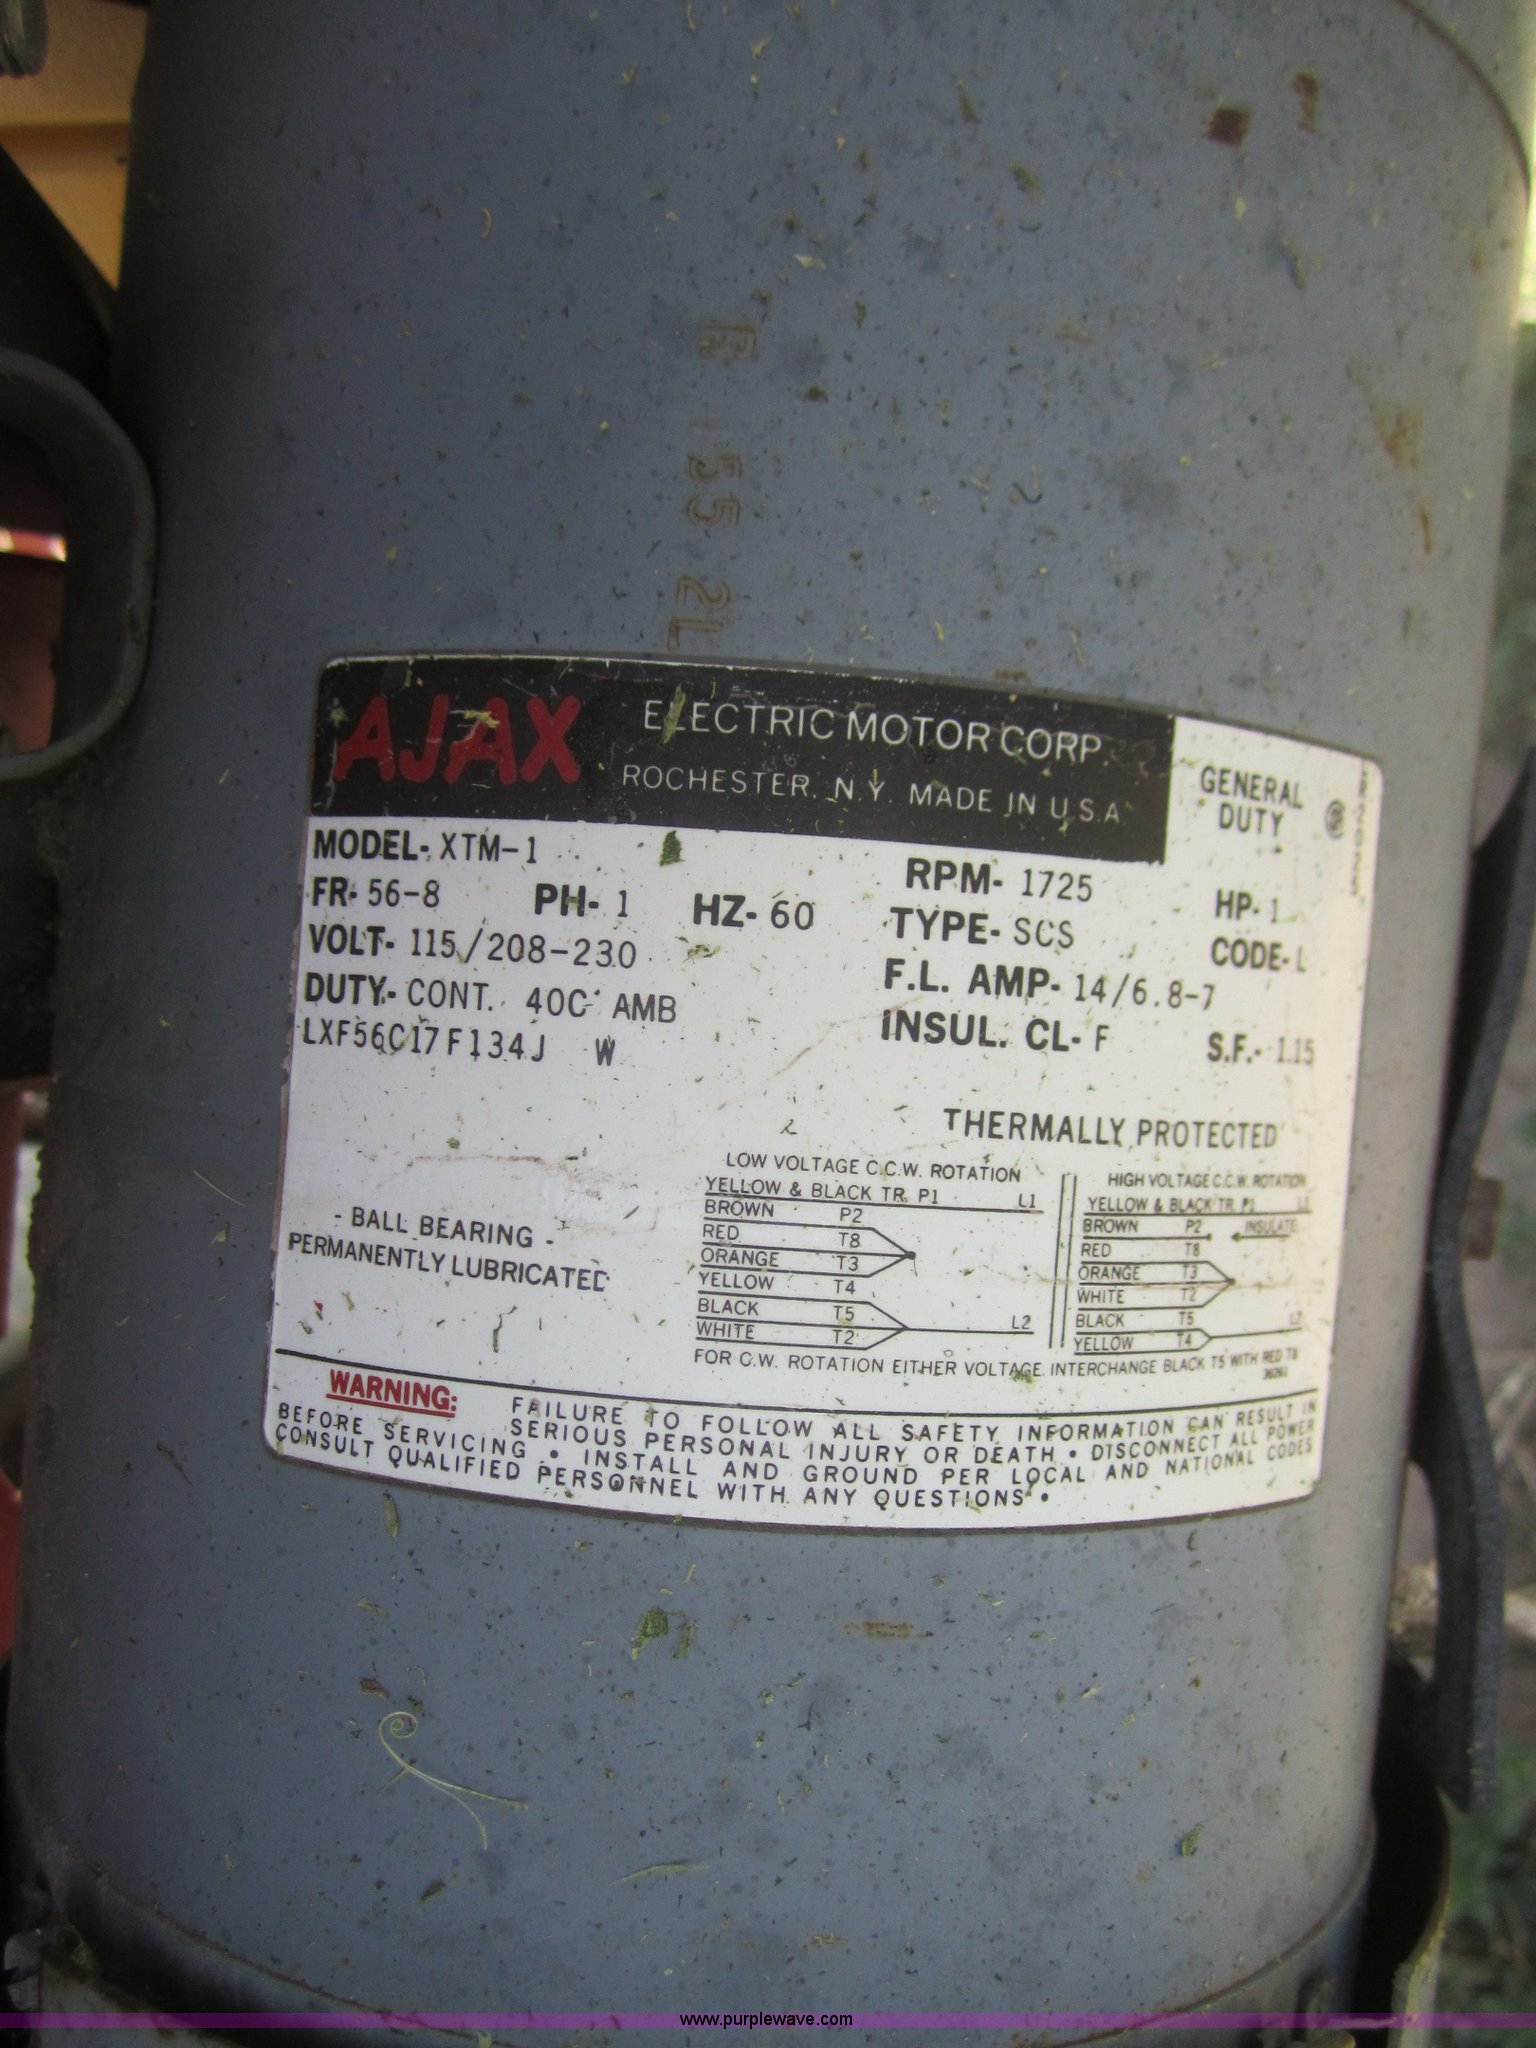 AJAX ELECTRIC MOTOR CORP.
ROCHESTER, N.Y. MADE IN U.S.A
GENERAL
DUTY
MODEL- XTM-1
RPM- 1725
HP- 1
FR- 56-8 PH- 1 HZ- 60
TYPE- SCS
CODE- L
VOLT- 115/208-230
F.L. AMP- 14/6.8-7
DUTY- CONT. 40C AMB
INSUL. CL- F
S.F.- 1.15
LXF56C17F134J W
THERMALLY PROTECTED
- BALL BEARING -
PERMANENTLY LUBRICATED
LOW VOLTAGE C.C.W. ROTATION
YELLOW & BLACK TR. P1 L1
BROWN P2
RED T8
ORANGE T3
YELLOW T4
BLACK T5 L2
WHITE T2
HIGH VOLTAGE C.C.W. ROTATION
YELLOW & BLACK TR. P1 L1
BROWN P2 INSULATE
RED T8
ORANGE T3
WHITE T2
BLACK T5 L2
YELLOW T4
FOR C.W. ROTATION EITHER VOLTAGE INTERCHANGE BLACK T5 WITH RED T8
WARNING: FAILURE TO FOLLOW ALL SAFETY INFORMATION CAN RESULT IN
SERIOUS PERSONAL INJURY OR DEATH • DISCONNECT ALL POWER
BEFORE SERVICING • INSTALL AND GROUND PER LOCAL AND NATIONAL CODES
CONSULT QUALIFIED PERSONNEL WITH ANY QUESTIONS •
www.purplewave.com